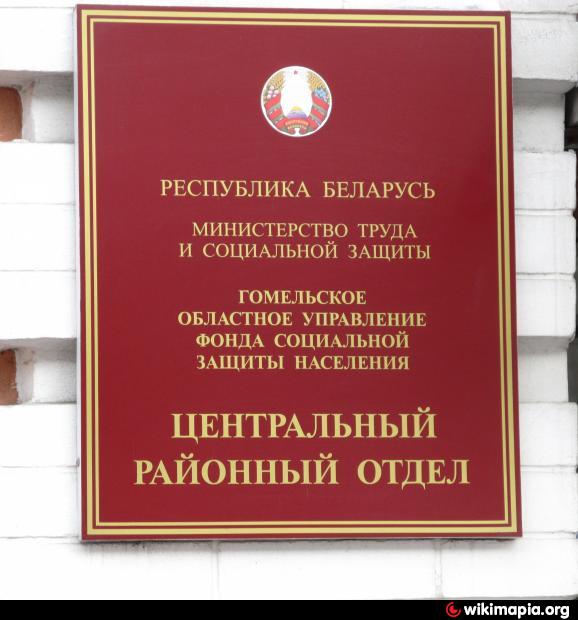 РЕСПУБЛИКА БЕЛАРУСЬ
МИНИСТЕРСТВО ТРУДА
И СОЦИАЛЬНОЙ ЗАЩИТЫ
ГОМЕЛЬСКОЕ
ОБЛАСТНОЕ УПРАВЛЕНИЕ
ФОНДА СОЦИАЛЬНОЙ
ЗАЩИТЫ НАСЕЛЕНИЯ
ЦЕНТРАЛЬНЫЙ
РАЙОННЫЙ ОТДЕЛ
wikimapia.org